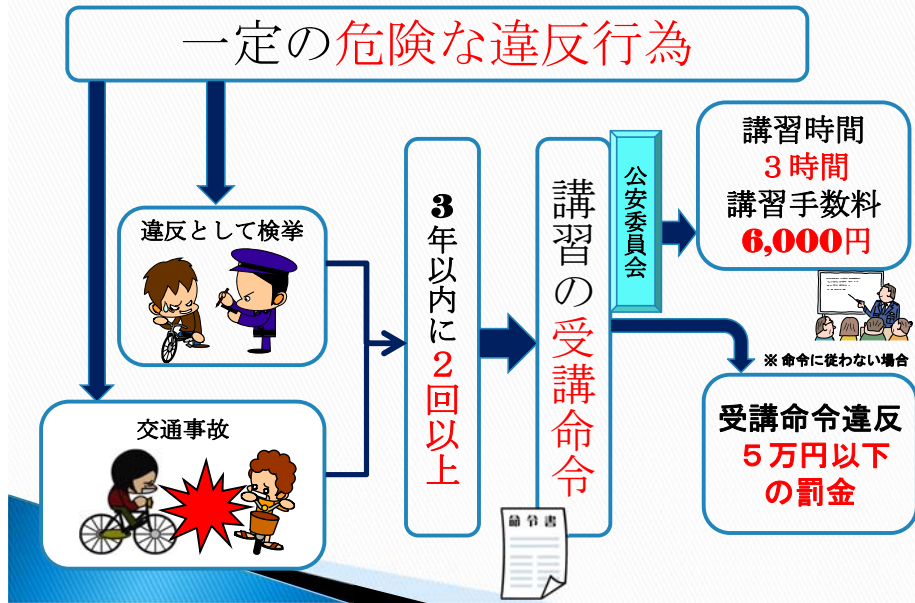 一定の危険な違反行為
違反として検挙
交通事故
3年以内に2回以上
講習の受講命令
公安委員会
命令書
講習時間
３時間
講習手数料
6,000円
※ 命令に従わない場合
受講命令違反
５万円以下
の罰金